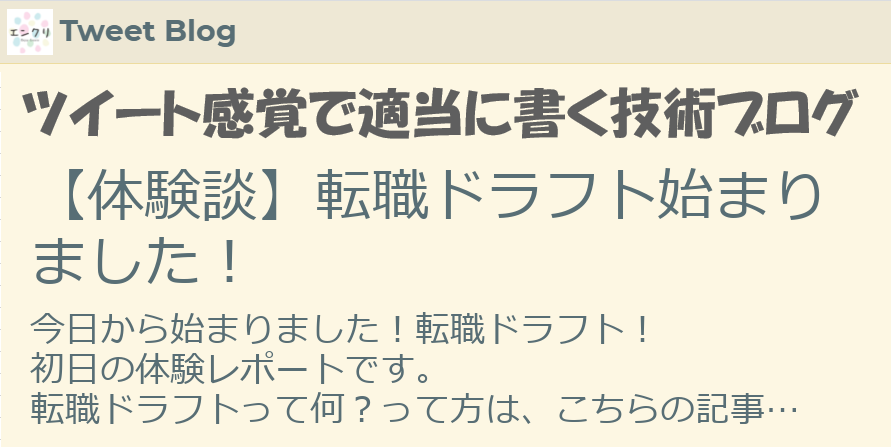 エンクリ
Tweet Blog
ツイート感覚で適当に書く技術ブログ
【体験談】転職ドラフト始まり
ました！
今日から始まりました！転職ドラフト！
初日の体験レポートです。
転職ドラフトって何？って方は、こちらの記事…